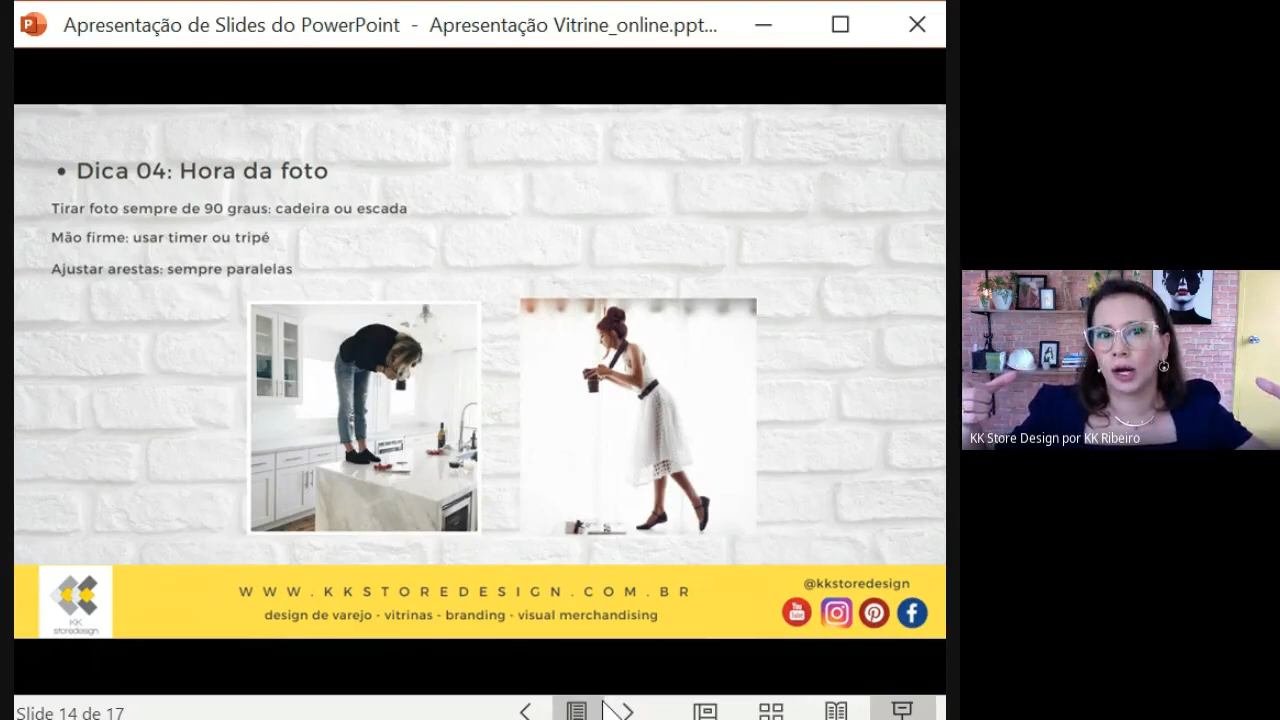 Apresentação de Slides do PowerPoint - Apresentação Vitrine_online.ppt...
• Dica 04: Hora da foto
Tirar foto sempre de 90 graus: cadeira ou escada
Mão firme: usar timer ou tripé
Ajustar arestas: sempre paralelas
KK Store Design por KK Ribeiro
WWW.KKSTOREDESIGN.COM.BR
design de varejo - vitrinas - branding - visual merchandising
@kkstoredesign
You Tube
KK
storedesign
Slide 14 de 17